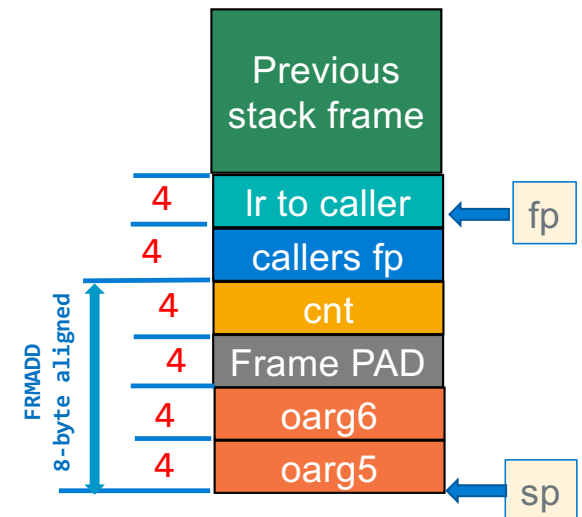 Previous
stack frame
4
lr to caller
fp
4
callers fp
4
cnt
4
Frame PAD
4
oarg6
4
oarg5
sp
FRMADD
8-byte aligned